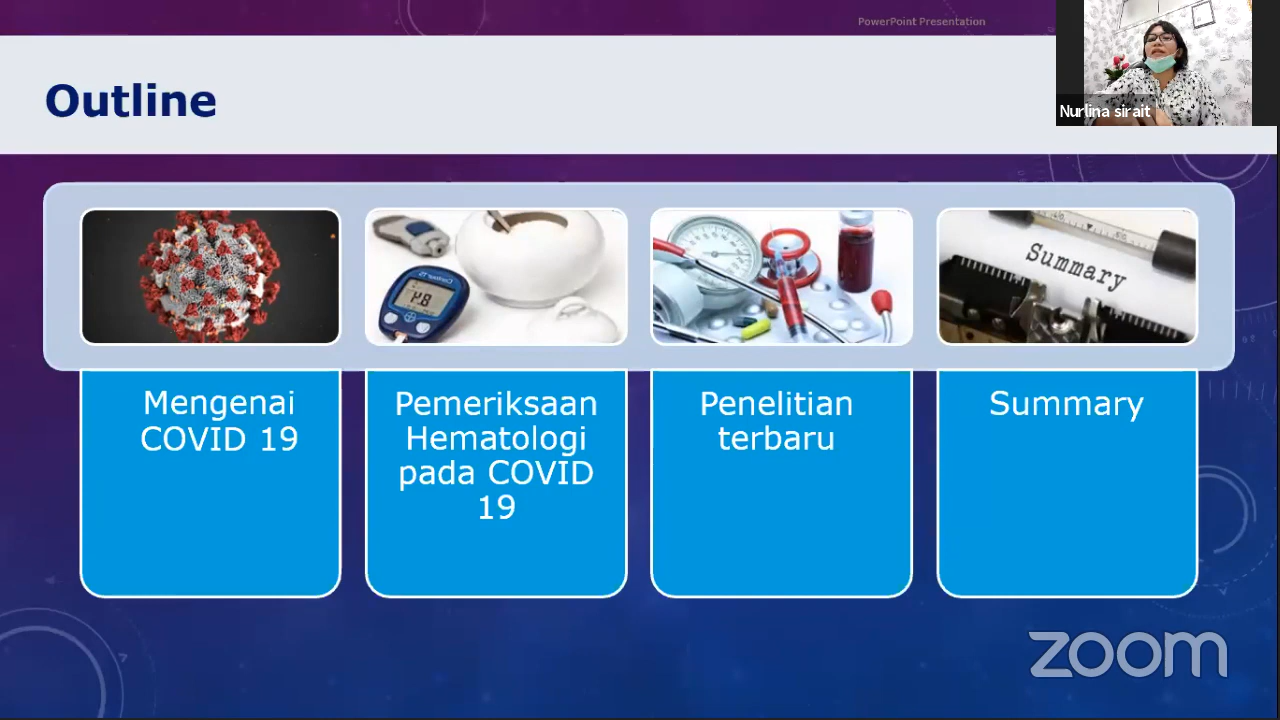 PowerPoint Presentation
Outline
Nurlina sirait
Summary
Mengenai
COVID 19
Pemeriksaan
Hematologi
pada COVID
19
Penelitian
terbaru
Summary
zoom